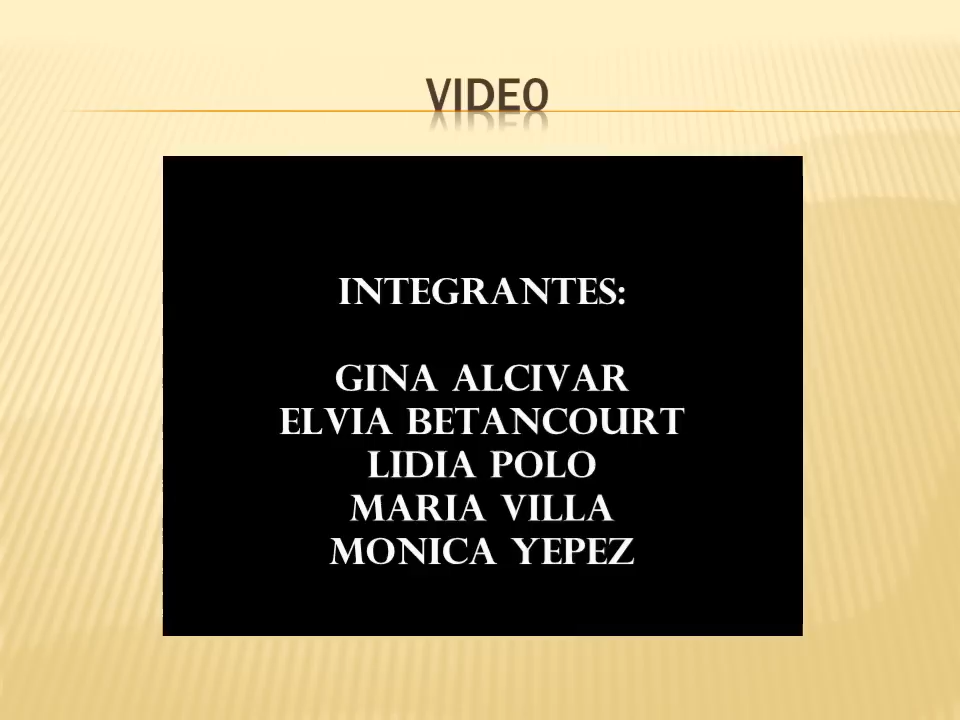 VIDEO
INTEGRANTES:
GINA ALCIVAR
ELVIA BETANCOURT
LIDIA POLO
MARIA VILLA
MONICA YEPEZ